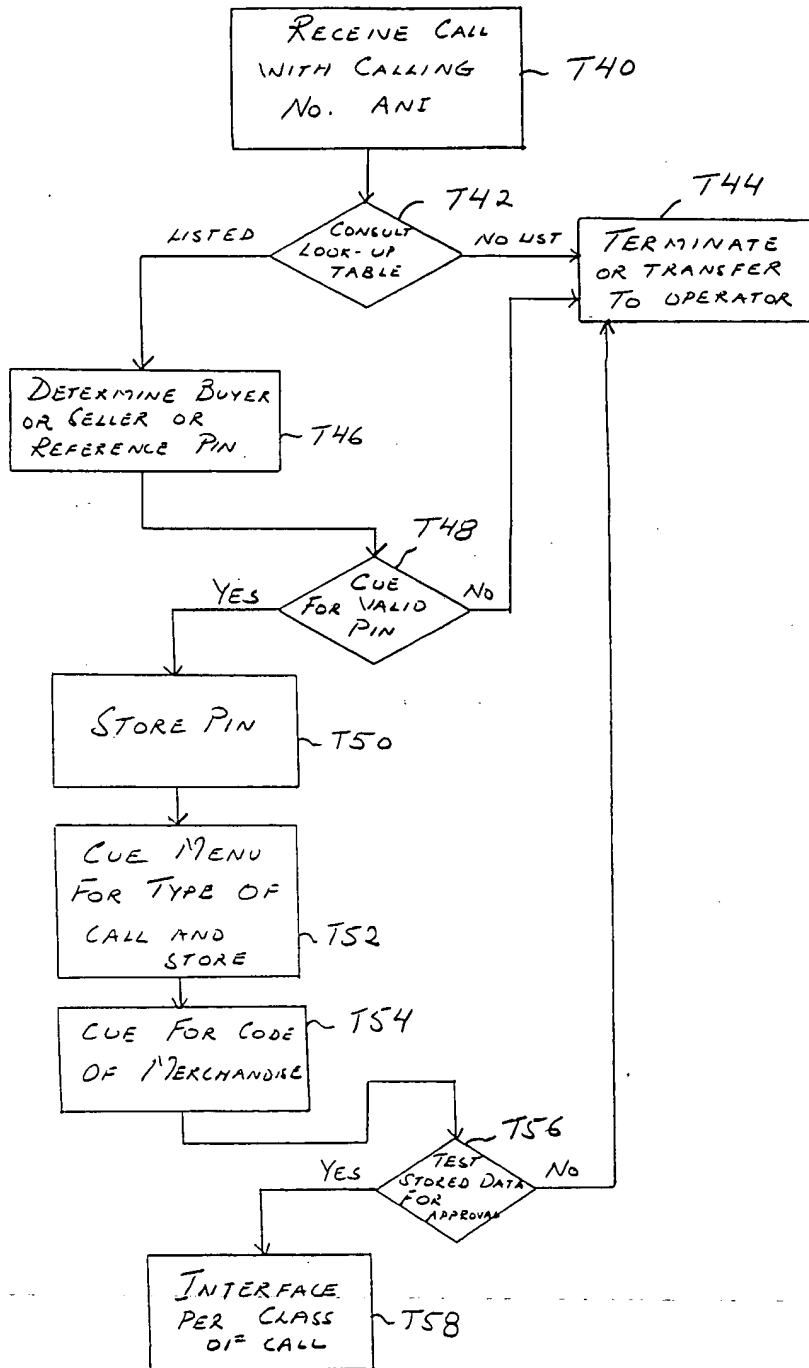 RECEIVE CALL
WITH CALLING
NO. ANI
T40
T42
T44
CONSULT
LOOK-UP
TABLE
LISTED
NO LIST
TERMINATE
OR TRANSFER
TO OPERATOR
DETERMINE BUYER
OR SELLER OR
REFERENCE PIN
T46
T48
CUE
FOR VALID
PIN
YES
NO
STORE PIN
T50
CUE MENU
FOR TYPE OF
CALL AND
STORE
T52
CUE FOR CODE
OF MERCHANDISE
T54
T56
TEST
STORED DATA
FOR
APPROVAL
YES
NO
INTERFACE
PER CLASS
OF CALL
T58